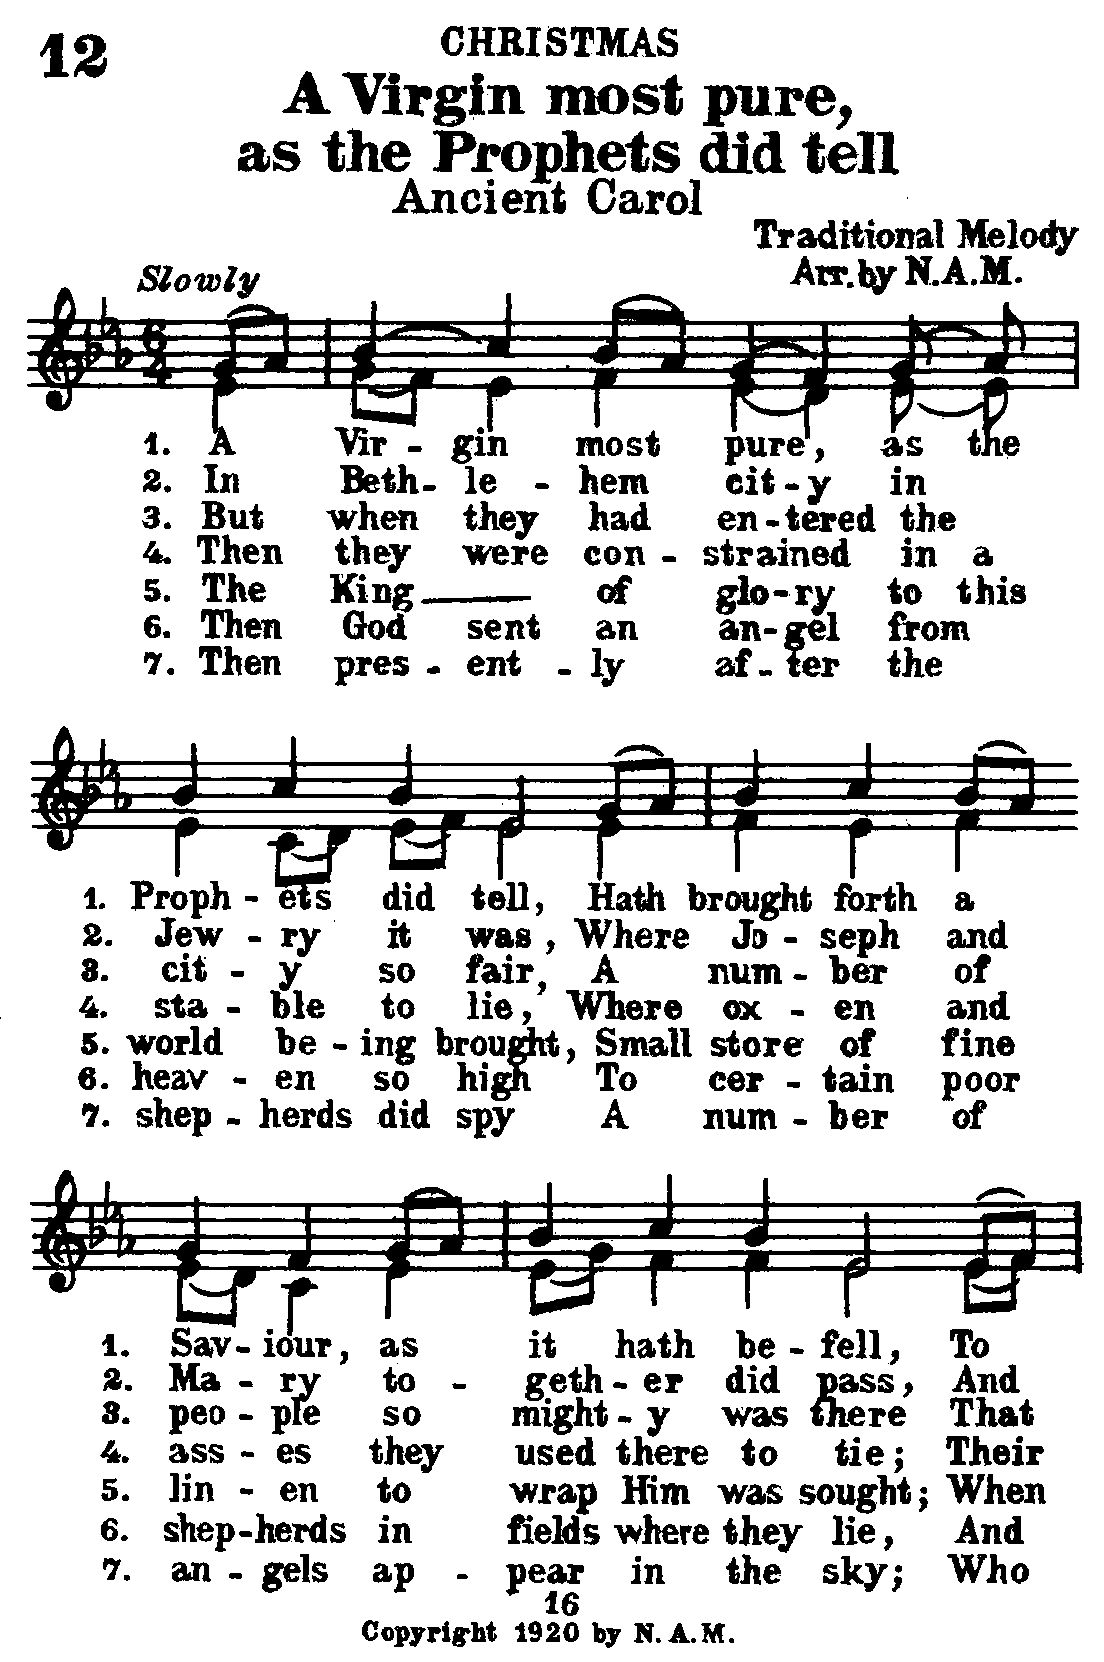 12
CHRISTMAS
A Virgin most pure,
as the Prophets did tell
Ancient Carol
Traditional Melody
Arr. by N.A.M.
Slowly
6
4
1. A Vir - gin most pure, as the
2. In Beth - le - hem cit - y in
3. But when they had en - tered the
4. Then they were con - strained in a
5. The King of glo - ry to this
6. Then God sent an an - gel from
7. Then pres - ent - ly af - ter the
1. Proph - ets did tell, Hath brought forth a
2. Jew - ry it was, Where Jo - seph and
3. cit - y so fair, A num - ber of
4. sta - ble to lie, Where ox - en and
5. world be - ing brought, Small store of fine
6. heav - en so high To cer - tain poor
7. shep - herds did spy A num - ber of
1. Sav - iour, as it hath be - fell, To
2. Ma - ry to - geth - er did pass, And
3. peo - ple so might - y was there That
4. ass - es they used there to tie; Their
5. lin - en to wrap Him was sought; When
6. shep - herds in fields where they lie, And
7. an - gels ap - pear in the sky; Who
16
Copyright 1920 by N. A. M.